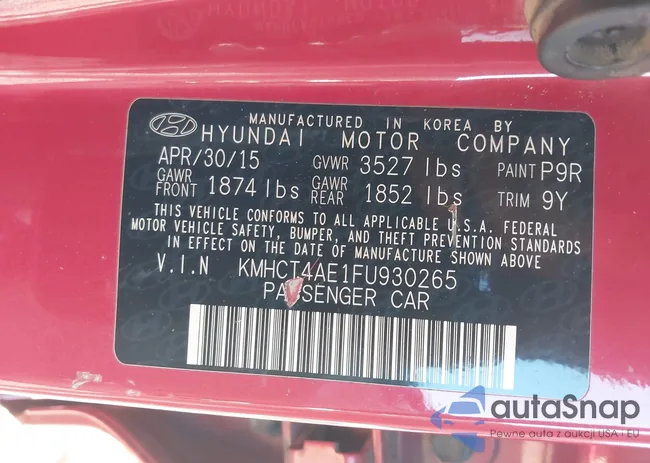 MANUFACTURED IN KOREA BY
HYUNDAI MOTOR COMPANY
APR/30/15 GVWR 3527 lbs PAINT P9R
GAWR FRONT 1874 lbs GAWR REAR 1852 lbs TRIM 9Y
THIS VEHICLE CONFORMS TO ALL APPLICABLE U.S.A. FEDERAL
MOTOR VEHICLE SAFETY, BUMPER, AND THEFT PREVENTION STANDARDS
IN EFFECT ON THE DATE OF MANUFACTURE SHOWN ABOVE
V.I.N KMHCT4AE1FU930265
PASSENGER CAR
autoSnap
Pewne auta z aukcji USA i EU